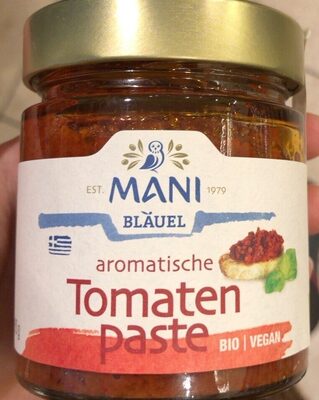 EST. MANI 1979
BLÄUEL
aromatische
Tomaten
paste
BIO | VEGAN